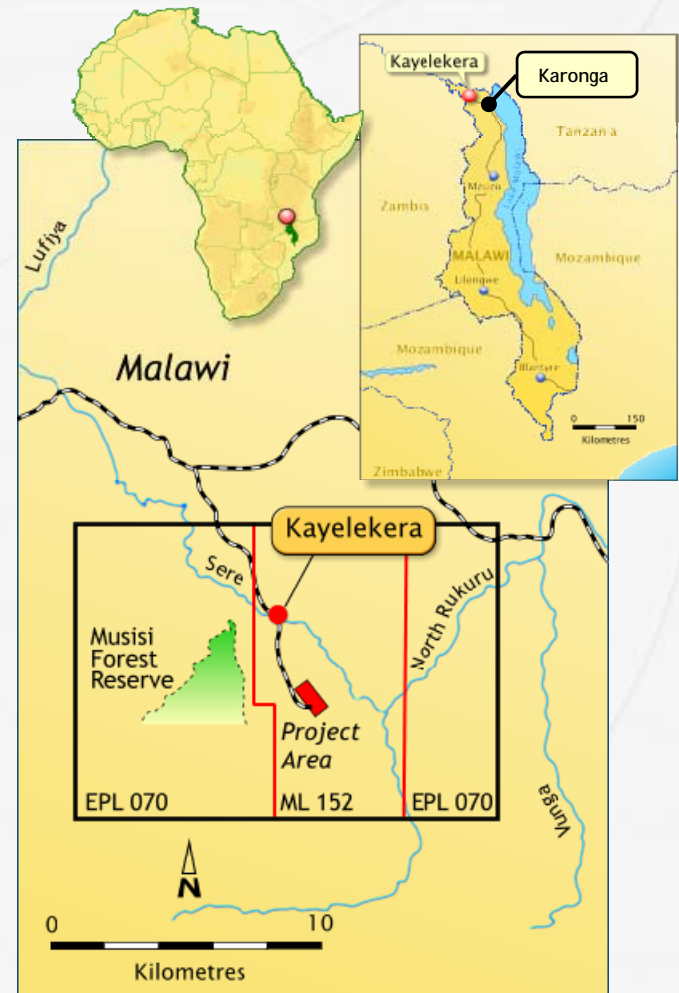 Kayelekera
Karonga
Tanzania
Mzuzu
Zambia
MALAWI
Mozambique
Lilongwe
Mozambique
Blantyre
0 150
Kilometres
Zimbabwe
Lufiya
Malawi
Kayelekera
Sere
North Rukuru
Musisi
Forest
Reserve
Project
Area
EPL 070
ML 152
EPL 070
Vunga
N
0 10
Kilometres